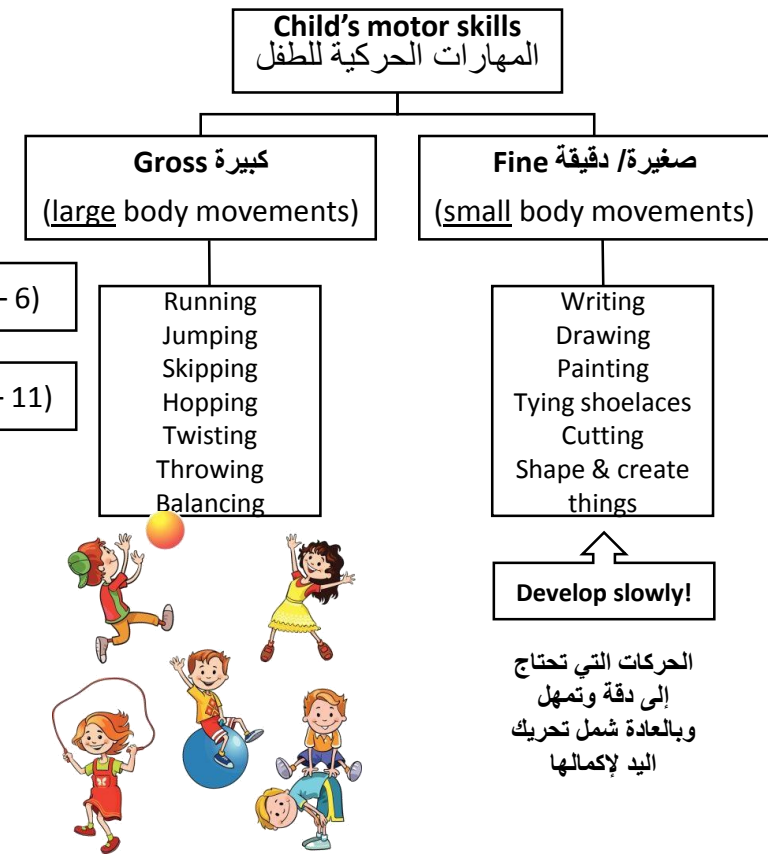 Child's motor skills
المهارات الحركية للطفل
Gross كبيرة
(large body movements)
Fine صغيرة/ دقيقة
(small body movements)
- 6)
- 11)
Running
Jumping
Skipping
Hopping
Twisting
Throwing
Balancing
Writing
Drawing
Painting
Tying shoelaces
Cutting
Shape & create
things
Develop slowly!
الحركات التي تحتاج
إلى دقة وتمهل
وبالعادة شمل تحريك
اليد لإكمالها